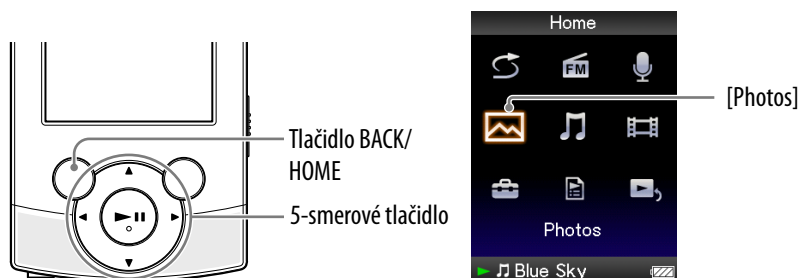 Tlačidlo BACK/
HOME
5-smerové tlačidlo
Home
FM
[Photos]
Photos
Blue Sky